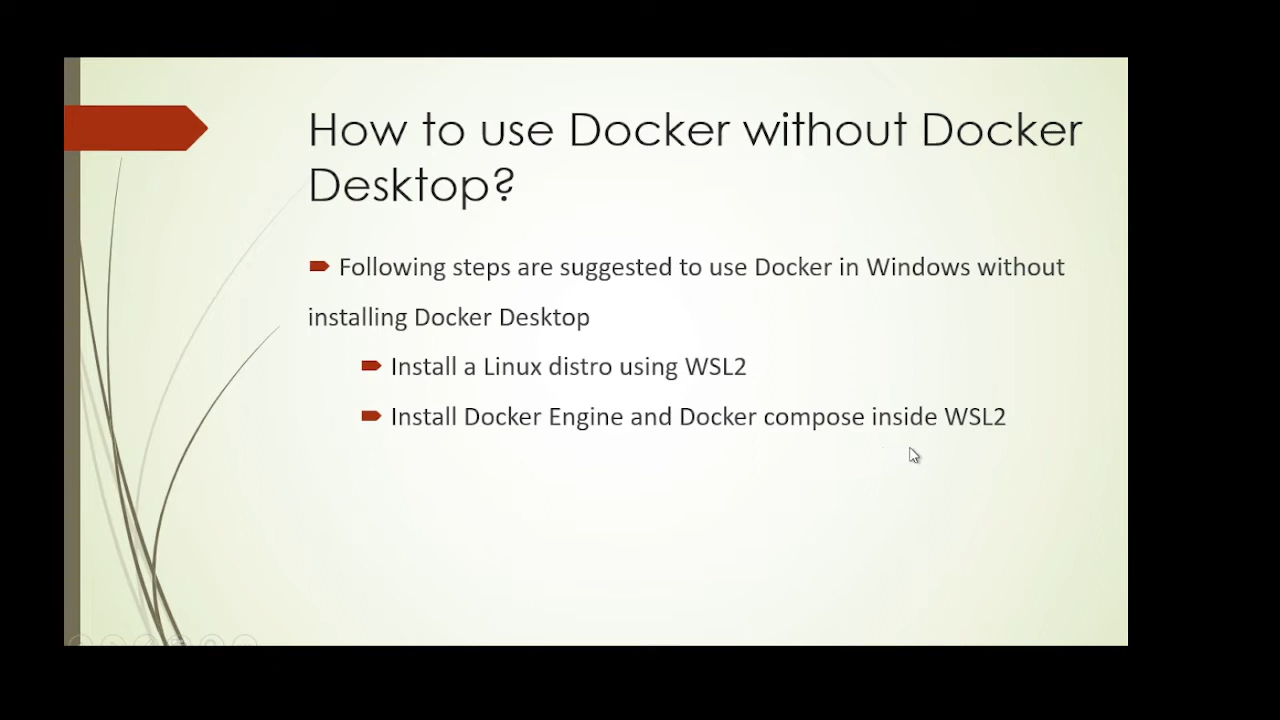 How to use Docker without Docker
Desktop?
Following steps are suggested to use Docker in Windows without
installing Docker Desktop
Install a Linux distro using WSL2
Install Docker Engine and Docker compose inside WSL2